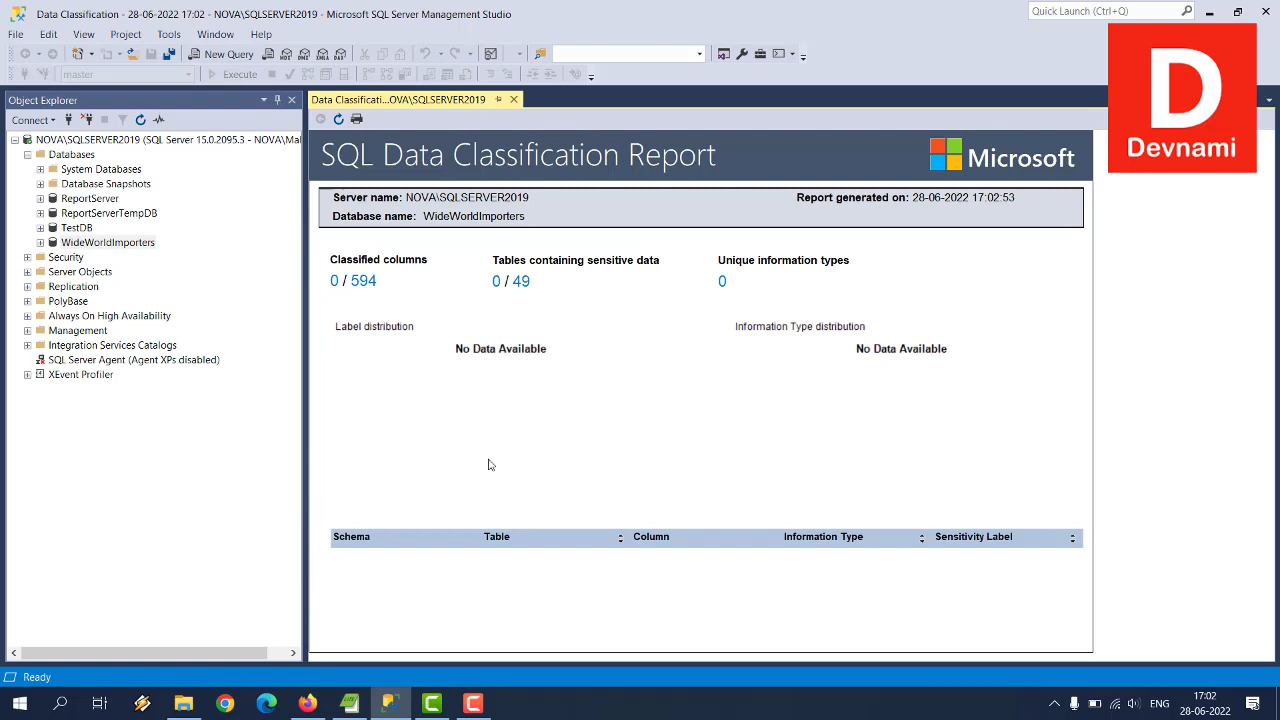 Data Classification - 28-06-2022 17:02 - NOVA\SQLSERVER2019 - Microsoft SQL Server Management Studio
Quick Launch (Ctrl+Q)
File Edit View Project Tools Window Help
New Query
master Execute
Object Explorer
Data Classificati...OVA\SQLSERVER2019
Connect
NOVA\SQLSERVER2019 (SQL Server 15.0.2095.3 - NOVA\Mal
Databases
System Databases
Database Snapshots
ReportServer
ReportServerTempDB
TestDB
WideWorldImporters
Security
Server Objects
Replication
PolyBase
Always On High Availability
Management
Integration Services Catalogs
SQL Server Agent (Agent XPs disabled)
XEvent Profiler
SQL Data Classification Report
Microsoft
Server name: NOVA\SQLSERVER2019
Report generated on: 28-06-2022 17:02:53
Database name: WideWorldImporters
Classified columns Tables containing sensitive data Unique information types
0 / 594 0 / 49 0
Label distribution Information Type distribution
No Data Available No Data Available
Schema Table Column Information Type Sensitivity Label
D
Devnami
Ready
ENG
17:02
28-06-2022